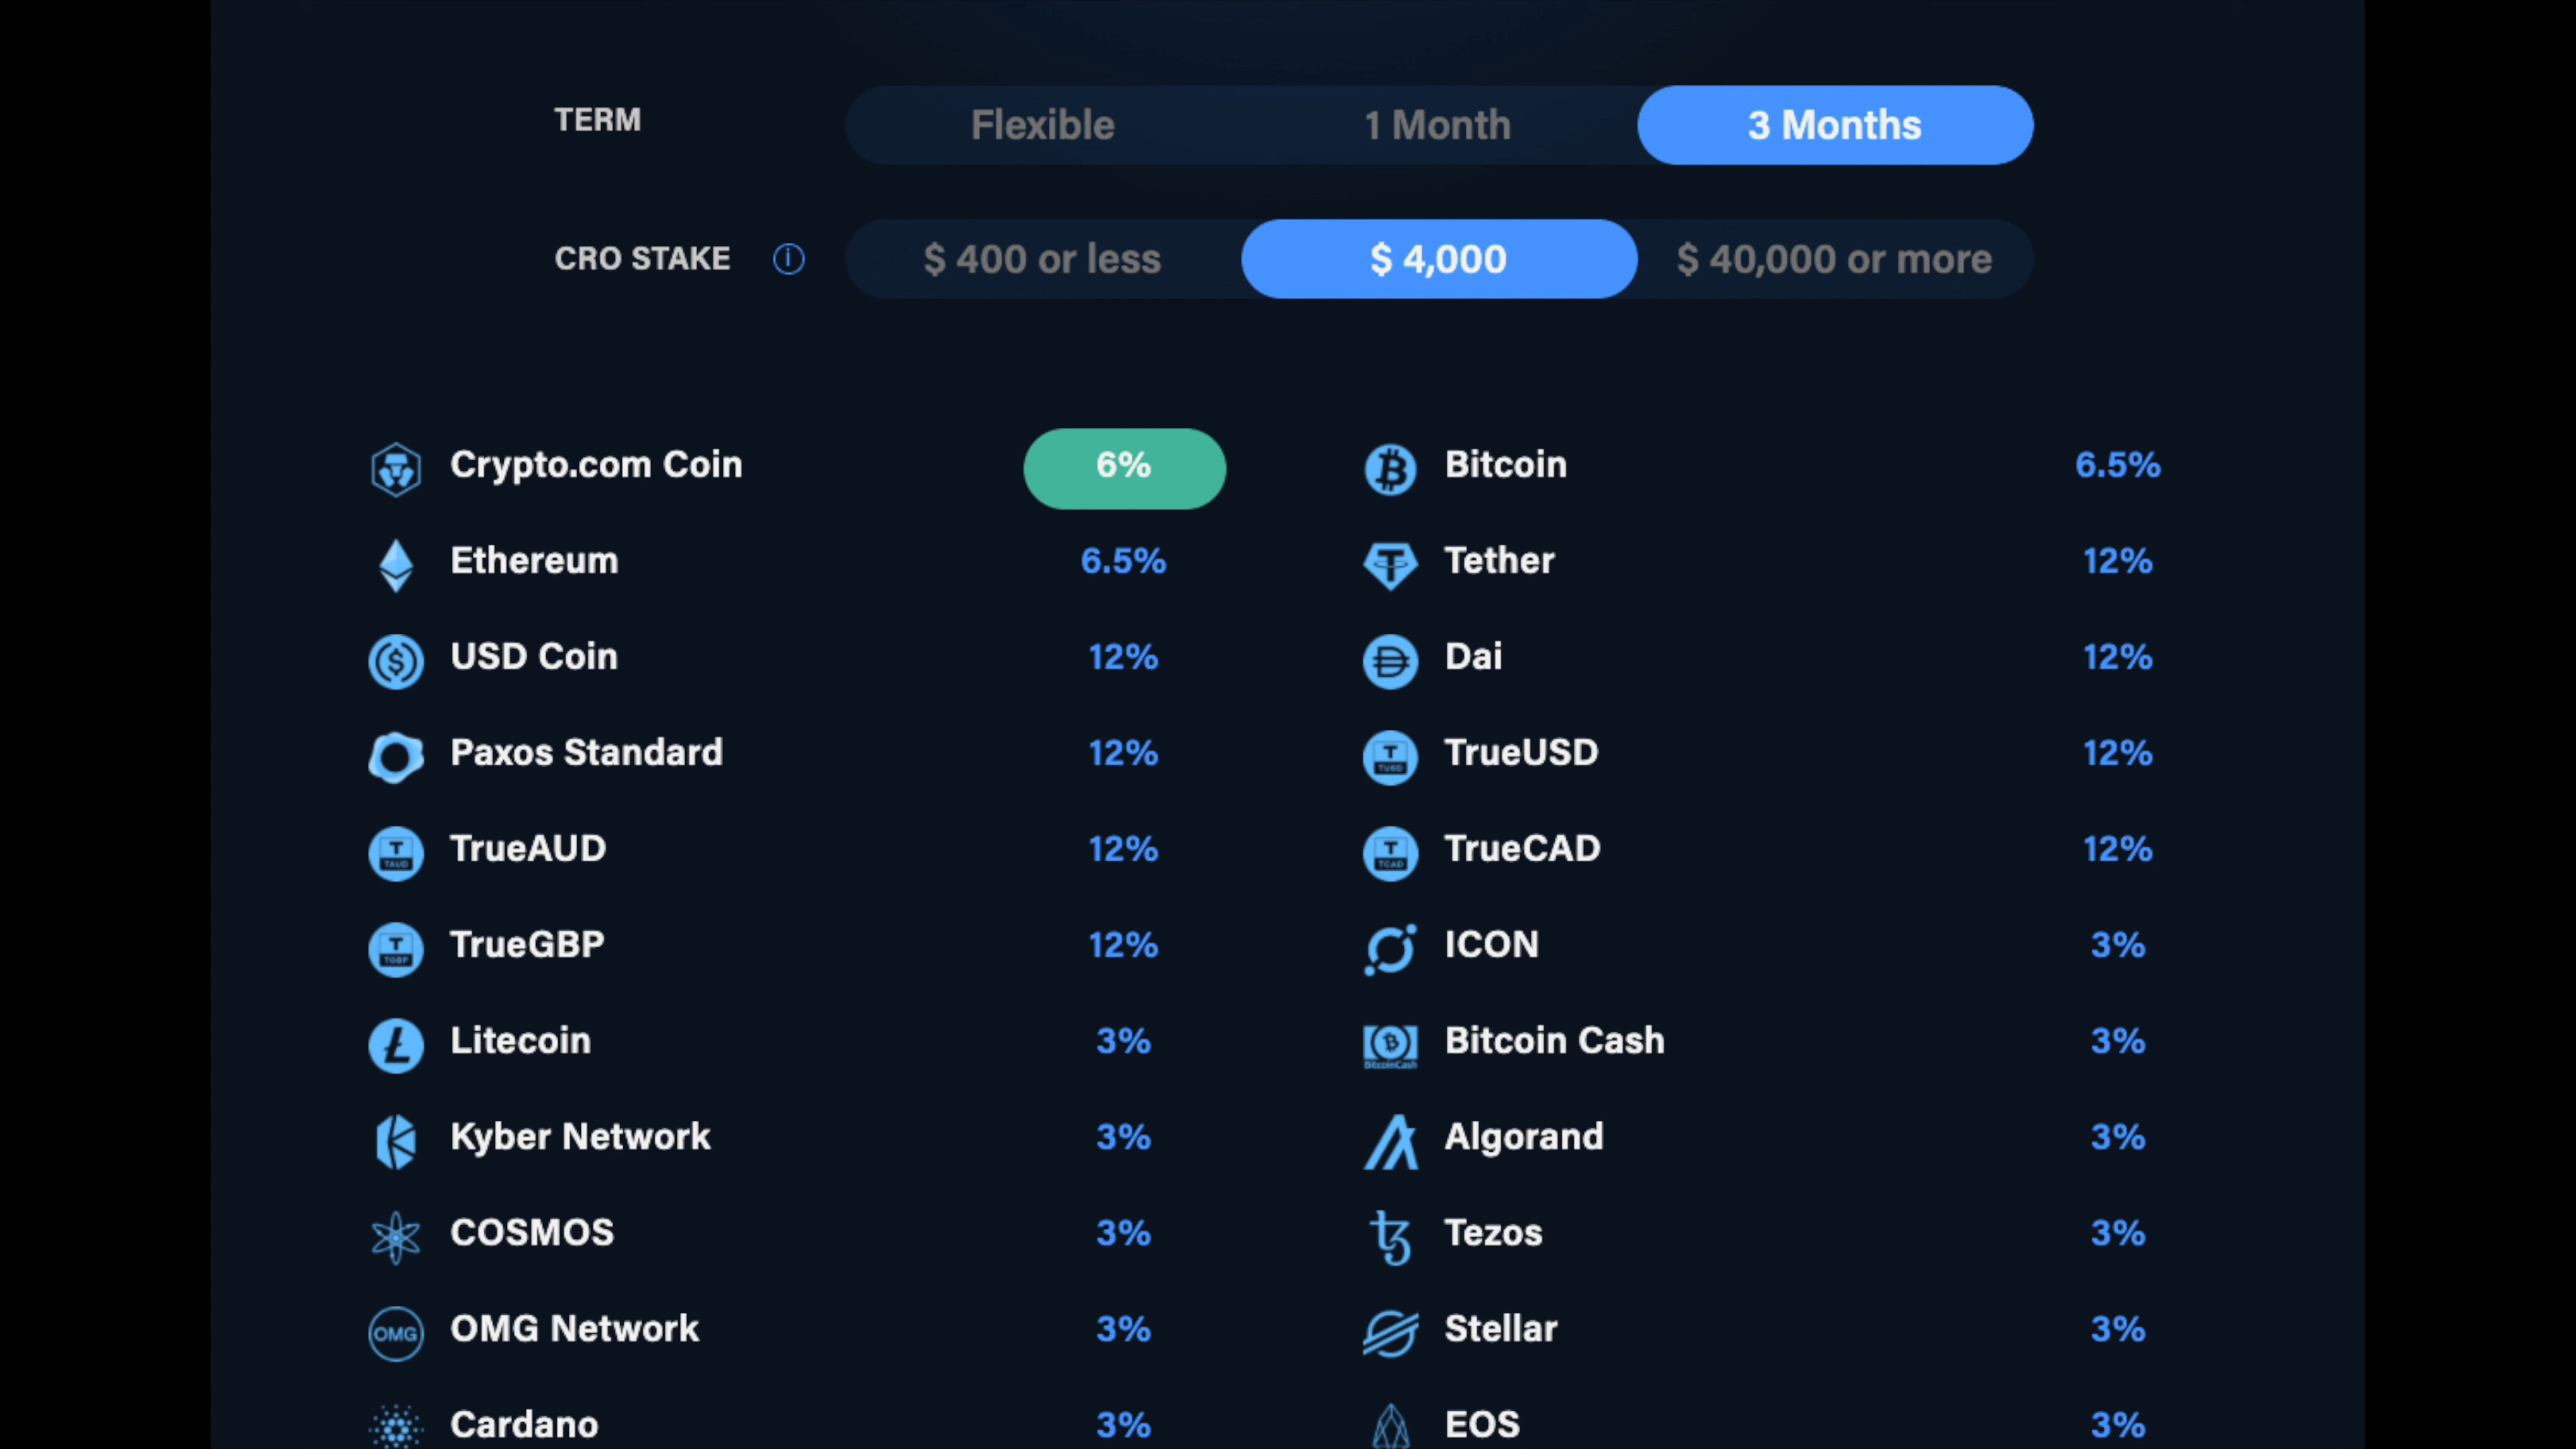 TERM Flexible 1 Month 3 Months
CRO STAKE $ 400 or less $ 4,000 $ 40,000 or more
Crypto.com Coin 6% Bitcoin 6.5%
Ethereum 6.5% Tether 12%
USD Coin 12% Dai 12%
Paxos Standard 12% TrueUSD 12%
TrueAUD 12% TrueCAD 12%
TrueGBP 12% ICON 3%
Litecoin 3% Bitcoin Cash 3%
Kyber Network 3% Algorand 3%
COSMOS 3% Tezos 3%
OMG OMG Network 3% Stellar 3%
Cardano 3% EOS 3%